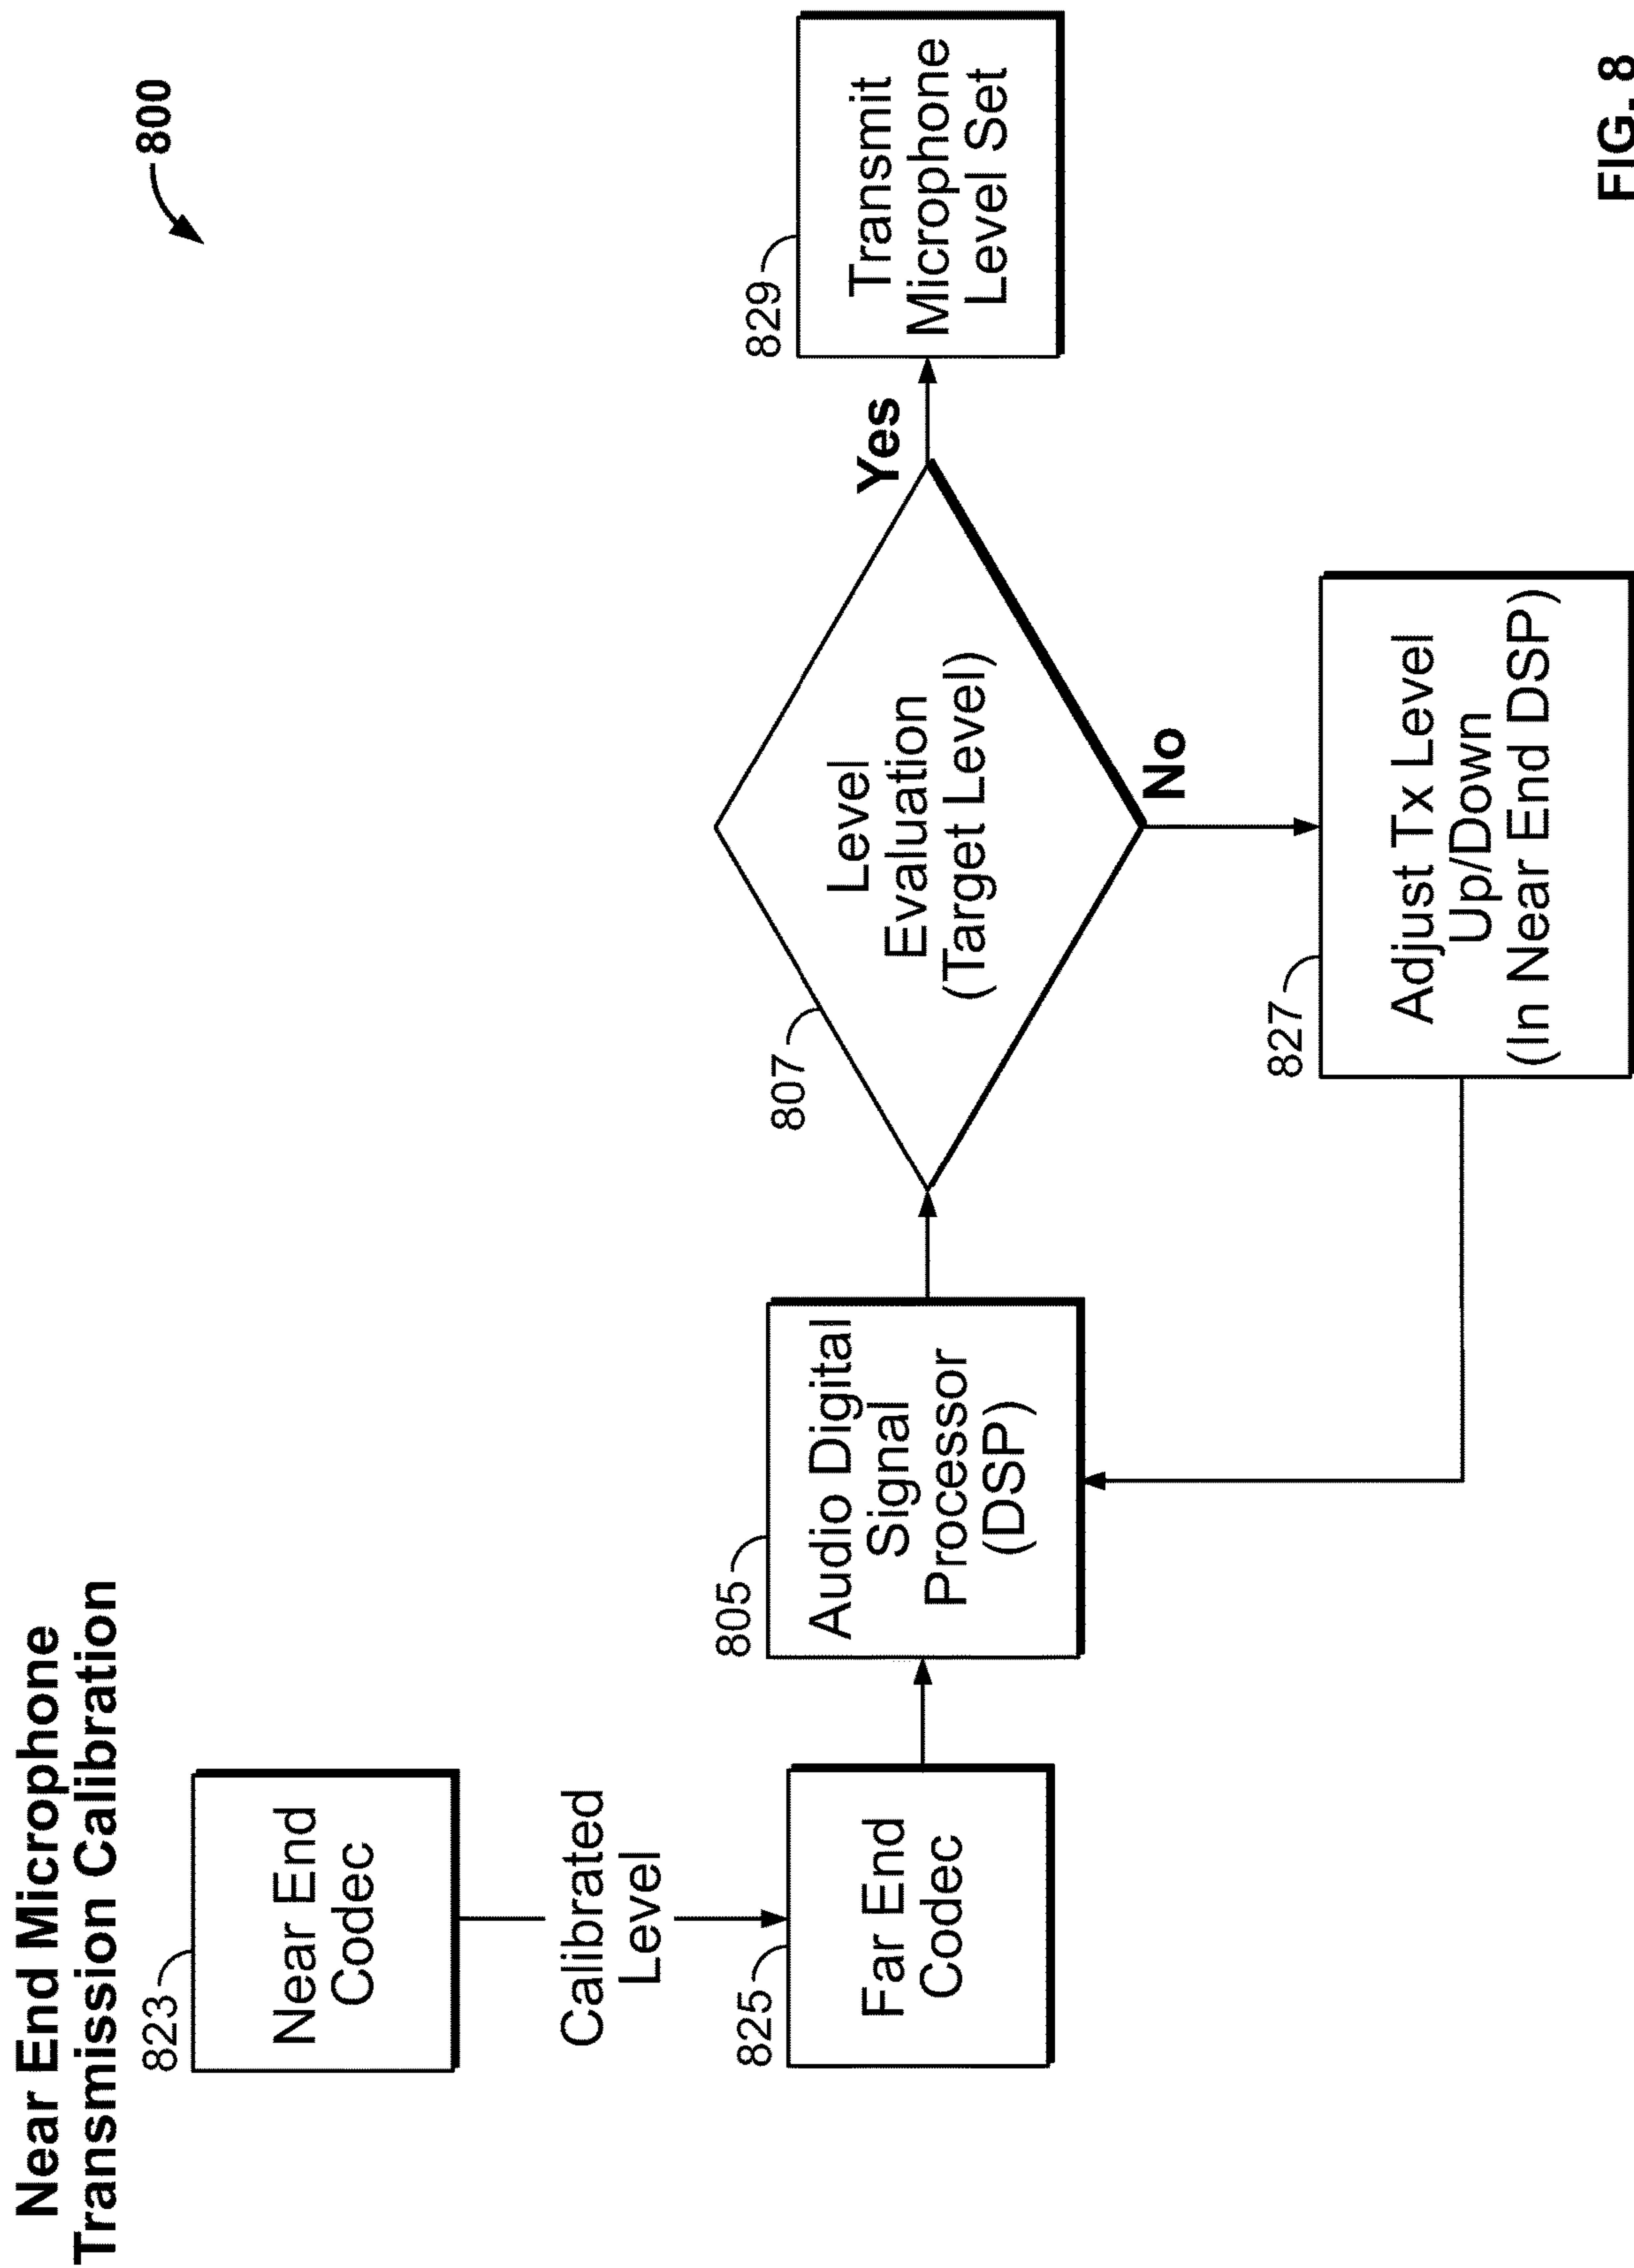 Near End Microphone
Transmission Calibration
800
823
Near End
Codec
Calibrated
Level
825
Far End
Codec
805
Audio Digital
Signal
Processor
(DSP)
807
Level
Evaluation
(Target Level)
Yes
829
Transmit
Microphone
Level Set
No
827
Adjust Tx Level
Up/Down
(In Near End DSP)
FIG. 8